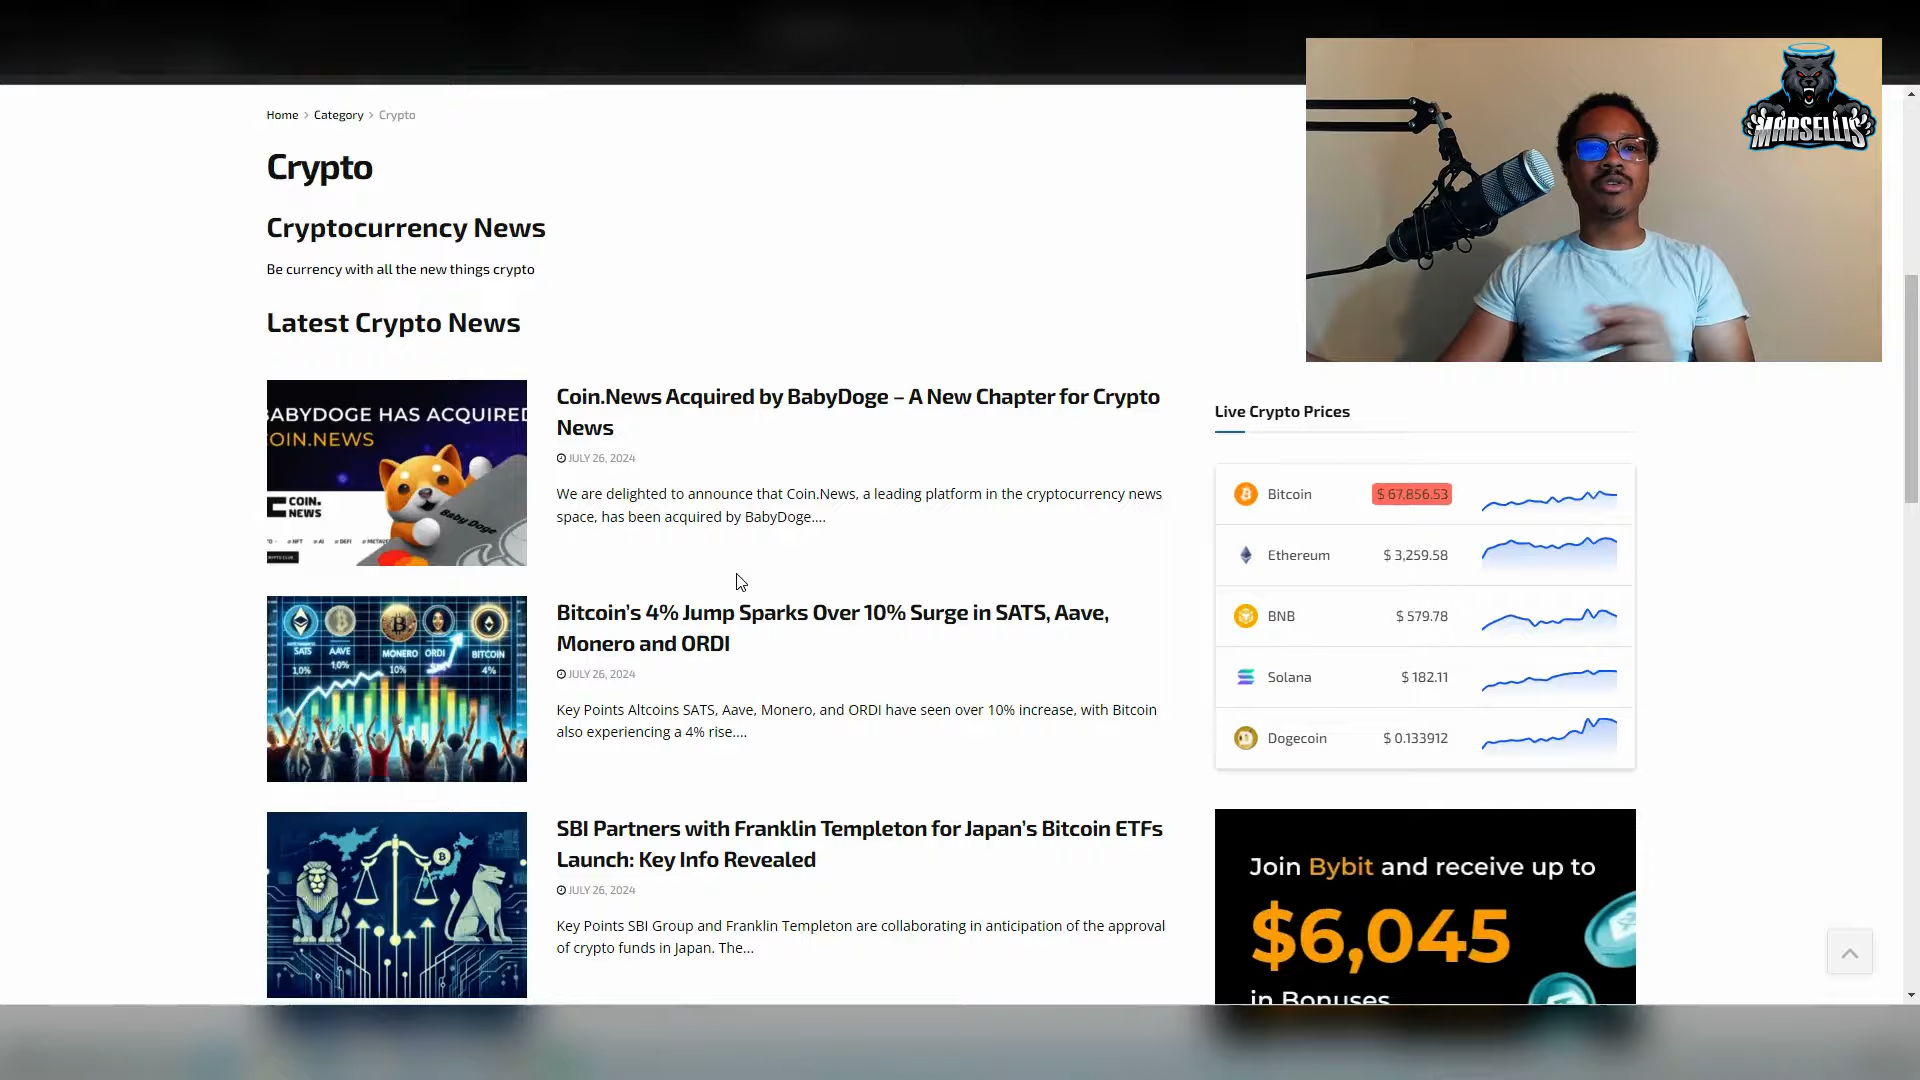 MARSELLIS
Home > Category > Crypto
Crypto
Cryptocurrency News
Be currency with all the new things crypto
Latest Crypto News
BABYDOGE HAS ACQUIRED
COIN.NEWS
COIN.
NEWS
Baby Doge
Coin.News Acquired by BabyDoge – A New Chapter for Crypto
News
JULY 26, 2024
We are delighted to announce that Coin.News, a leading platform in the cryptocurrency news
space, has been acquired by BabyDoge....
SATS AAVE MONERO ORDI BITCOIN
1,0% 1,0% 10% 4%
Bitcoin's 4% Jump Sparks Over 10% Surge in SATS, Aave,
Monero and ORDI
JULY 26, 2024
Key Points Altcoins SATS, Aave, Monero, and ORDI have seen over 10% increase, with Bitcoin
also experiencing a 4% rise....
SBI Partners with Franklin Templeton for Japan's Bitcoin ETFs
Launch: Key Info Revealed
JULY 26, 2024
Key Points SBI Group and Franklin Templeton are collaborating in anticipation of the approval
of crypto funds in Japan. The...
Live Crypto Prices
Bitcoin $ 67,856.53
Ethereum $ 3,259.58
BNB $ 579.78
Solana $ 182.11
Dogecoin $ 0.133912
Join Bybit and receive up to
$6,045
in Bonuses